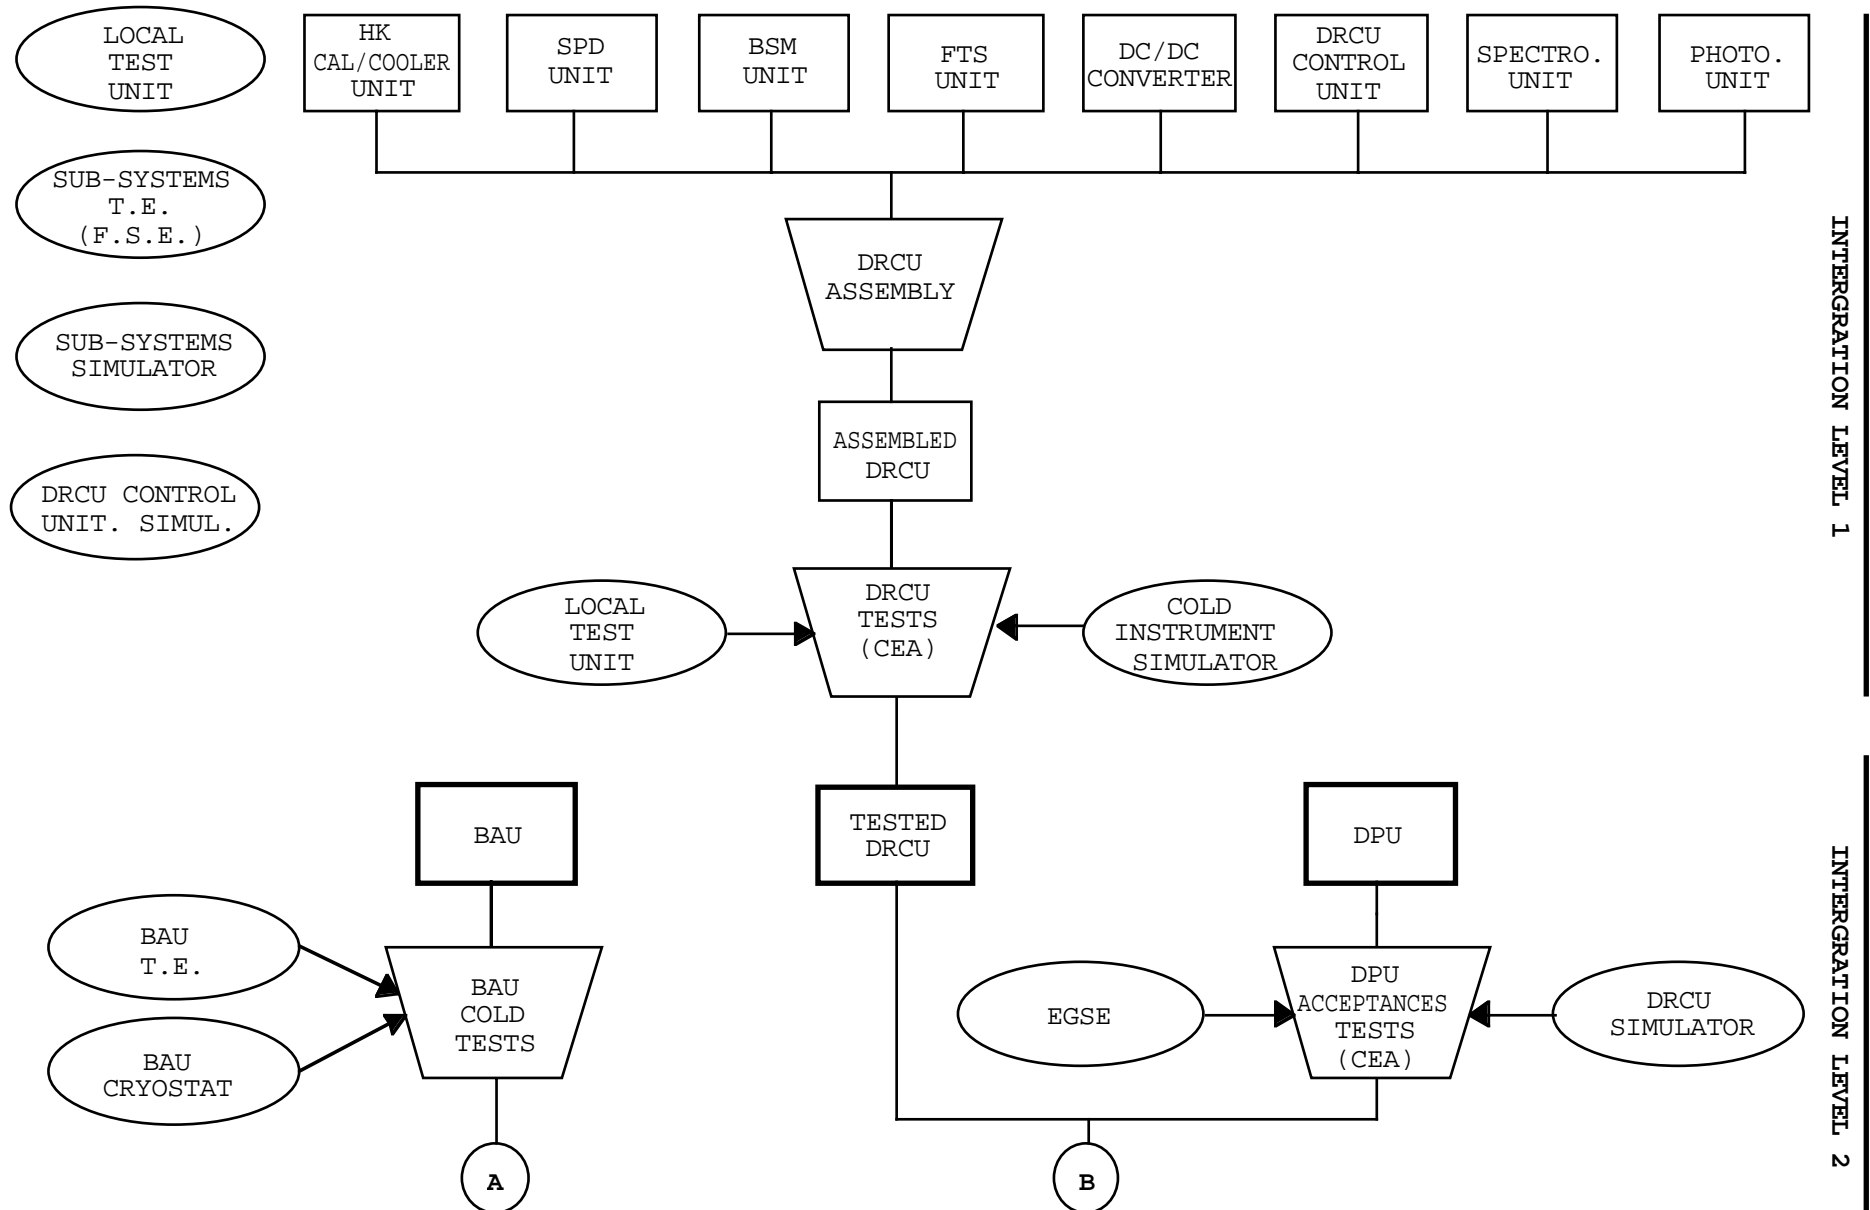 LOCAL
TEST
UNIT
HK
CAL/COOLER
UNIT
SPD
UNIT
BSM
UNIT
FTS
UNIT
DC/DC
CONVERTER
DRCU
CONTROL
UNIT
SPECTRO.
UNIT
PHOTO.
UNIT
SUB-SYSTEMS
T.E.
(F.S.E.)
DRCU
ASSEMBLY
INTERGRATION LEVEL 1
SUB-SYSTEMS
SIMULATOR
ASSEMBLED
DRCU
DRCU CONTROL
UNIT. SIMUL.
LOCAL
TEST
UNIT
DRCU
TESTS
(CEA)
COLD
INSTRUMENT
SIMULATOR
BAU
TESTED
DRCU
DPU
INTERGRATION LEVEL 2
BAU
T.E.
BAU
COLD
TESTS
EGSE
DPU
ACCEPTANCES
TESTS
(CEA)
DRCU
SIMULATOR
BAU
CRYOSTAT
A
B